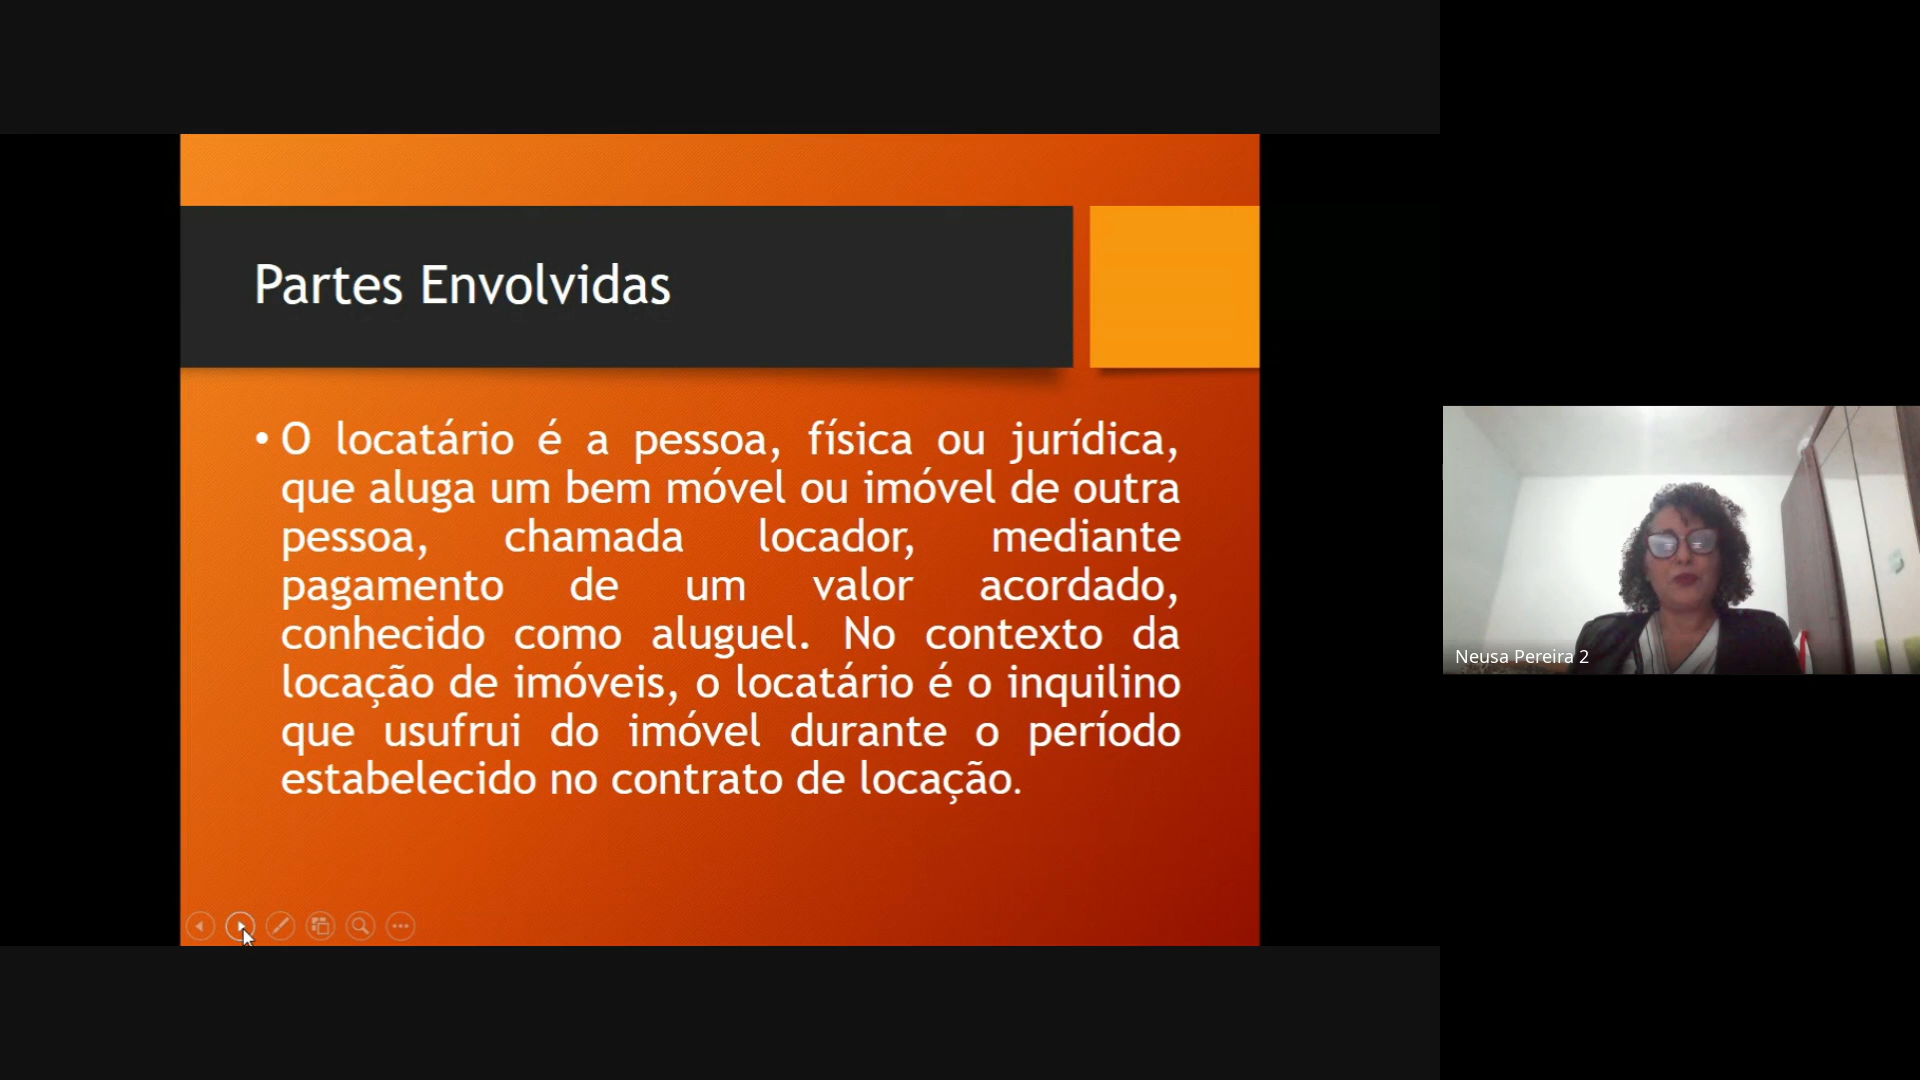 Partes Envolvidas
• O locatário é a pessoa, física ou jurídica,
que aluga um bem móvel ou imóvel de outra
pessoa, chamada locador, mediante
pagamento de um valor acordado,
conhecido como aluguel. No contexto da
locação de imóveis, o locatário é o inquilino
que usufrui do imóvel durante o período
estabelecido no contrato de locação.
Neusa Pereira 2